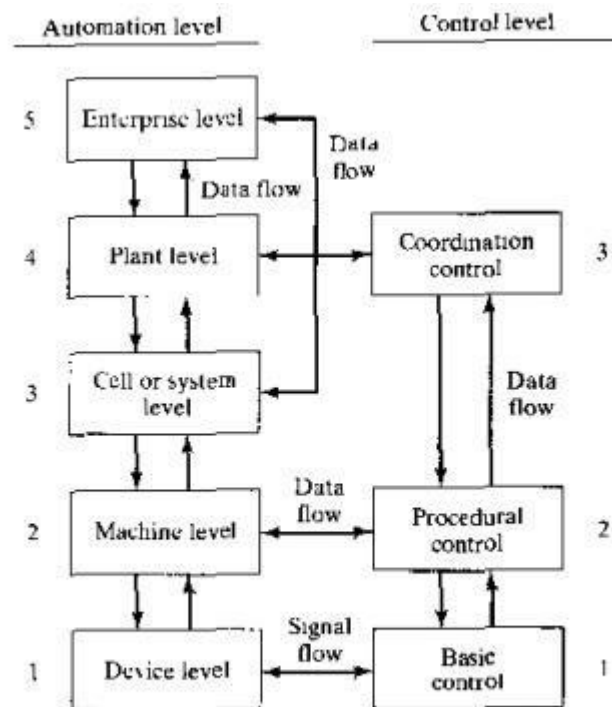 Automation level
Control level
5
Enterprise level
Data
flow
Data flow
4
Plant level
Coordination
control
3
3
Cell or system
level
Data
flow
2
Machine level
Data
flow
Procedural
control
2
1
Device level
Signal
flow
Basic
control
1